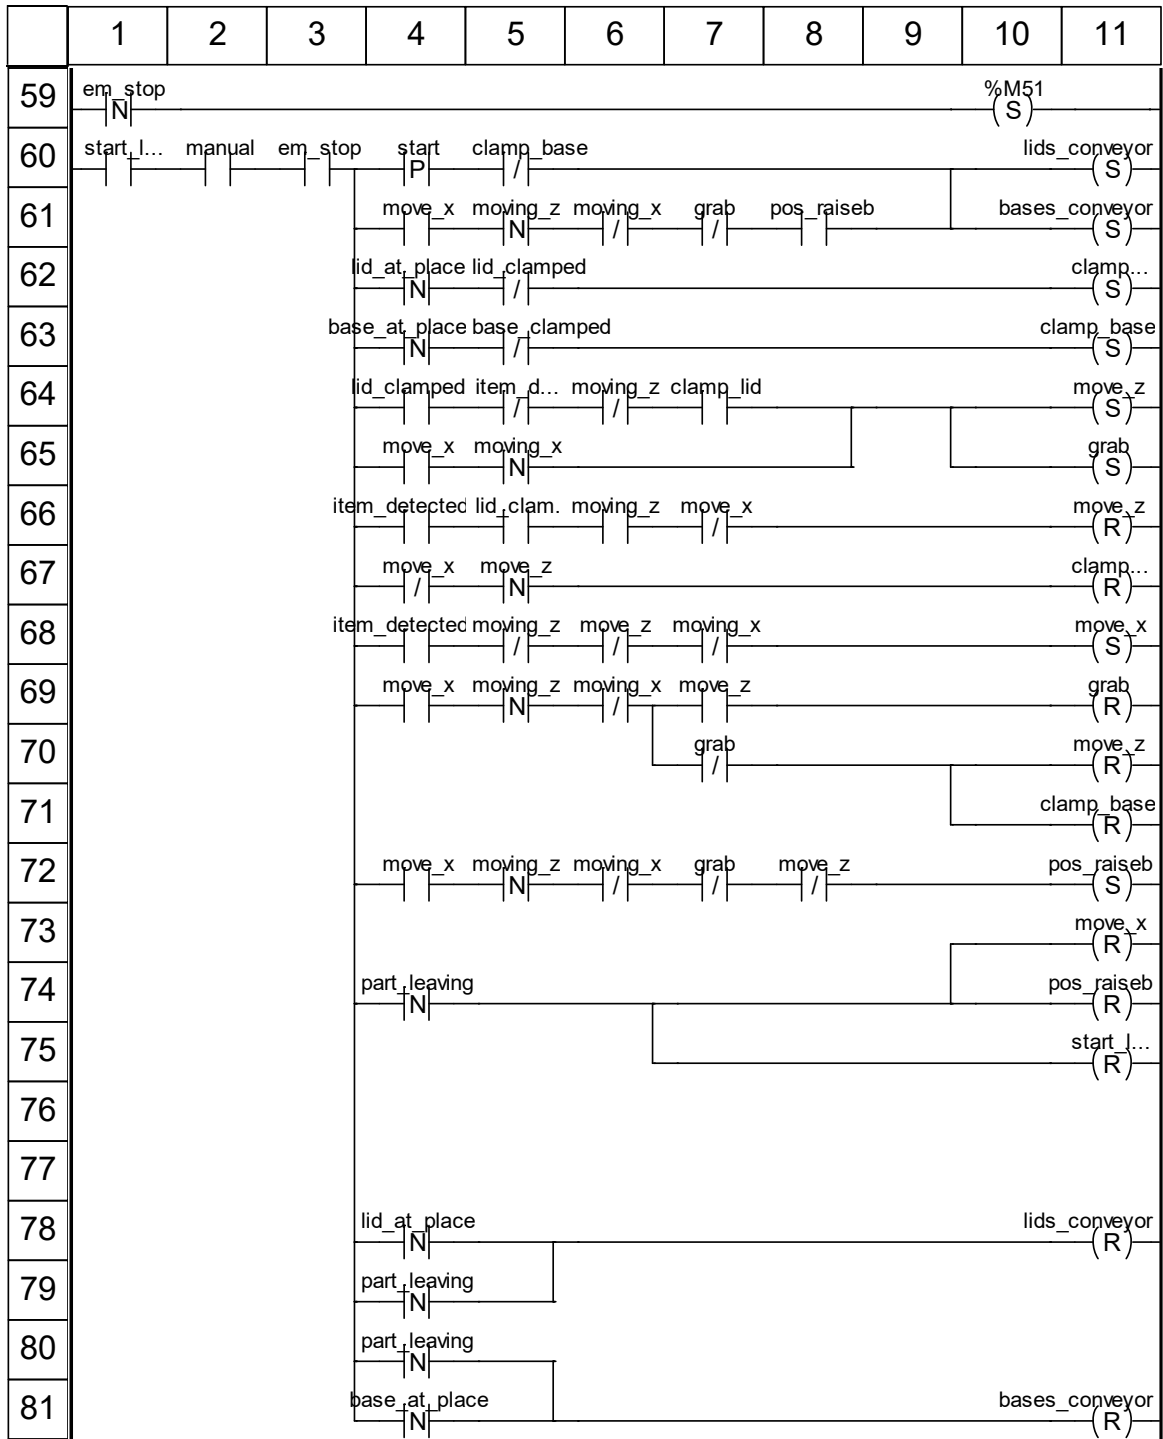 1 2 3 4 5 6 7 8 9 10 11
59 em_stop %M51
N S
60 start_l... manual em_stop start clamp_base lids_conveyor
P / S
61 move_x moving_z moving_x grab pos_raiseb bases_conveyor
N / / S
62 lid_at_place lid_clamped clamp...
N / S
63 base_at_place base_clamped clamp_base
N / S
64 lid_clamped item_d... moving_z clamp_lid move_z
/ / S
65 move_x moving_x grab
N S
66 item_detected lid_clam. moving_z move_x move_z
/ R
67 move_x move_z clamp...
/ N R
68 item_detected moving_z move_z moving_x move_x
/ / / S
69 move_x moving_z moving_x move_z grab
N / R
70 grab move_z
/ R
71 clamp_base
R
72 move_x moving_z moving_x grab move_z pos_raiseb
N / / / S
73 move_x
R
74 part_leaving pos_raiseb
N R
75 start_l...
R
76
77
78 lid_at_place lids_conveyor
N R
79 part_leaving
N
80 part_leaving
N
81 base_at_place bases_conveyor
N R